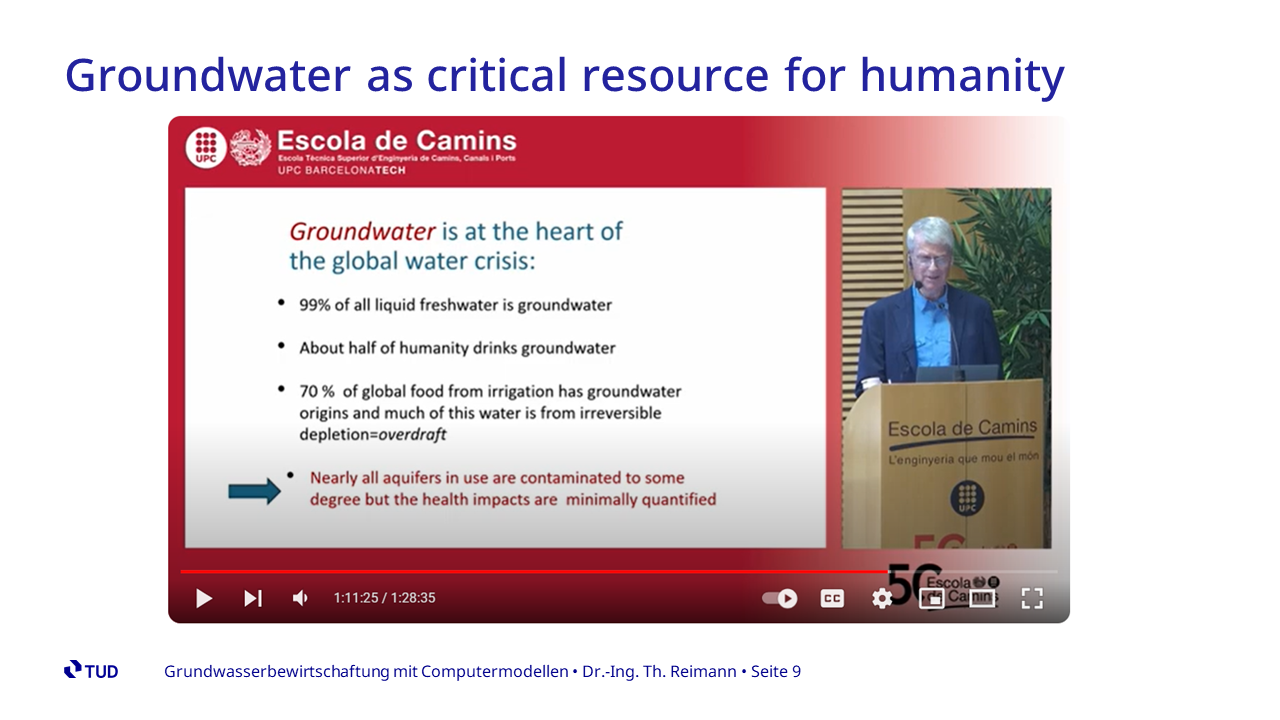 Groundwater as critical resource for humanity
UPC
Escola de Camins
Escola Tècnica Superior d'Enginyeria de Camins, Canals i Ports
UPC BARCELONATECH
Groundwater is at the heart of
the global water crisis:
• 99% of all liquid freshwater is groundwater
• About half of humanity drinks groundwater
• 70 % of global food from irrigation has groundwater
origins and much of this water is from irreversible
depletion=overdraft
• Nearly all aquifers in use are contaminated to some
degree but the health impacts are minimally quantified
Escola de Camins
L'enginyeria que mou el món
UPC
50
Escola
de Camins
1:11:25 / 1:28:35
CC
TUD
Grundwasserbewirtschaftung mit Computermodellen • Dr.-Ing. Th. Reimann • Seite 9